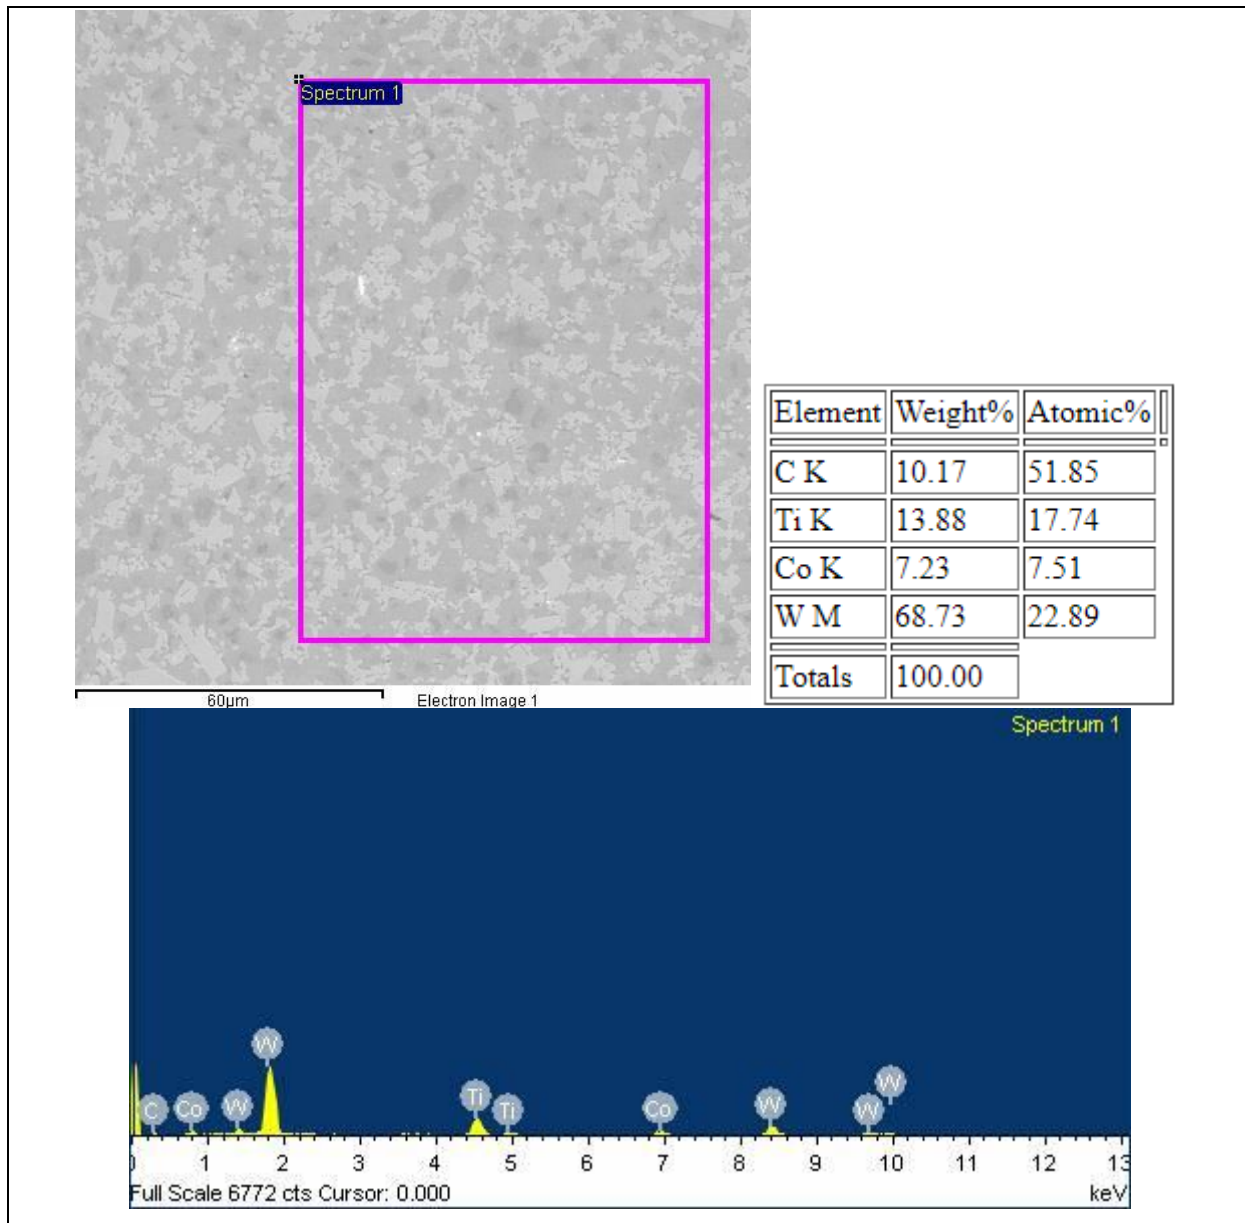 Spectrum 1
60µm
Electron Image 1
Element Weight% Atomic%
C K 10.17 51.85
Ti K 13.88 17.74
Co K 7.23 7.51
W M 68.73 22.89
Totals 100.00
Spectrum 1
W
W
C Co W
Ti
Ti
Co
W
W
0 1 2 3 4 5 6 7 8 9 10 11 12 13
Full Scale 6772 cts Cursor: 0.000 keV